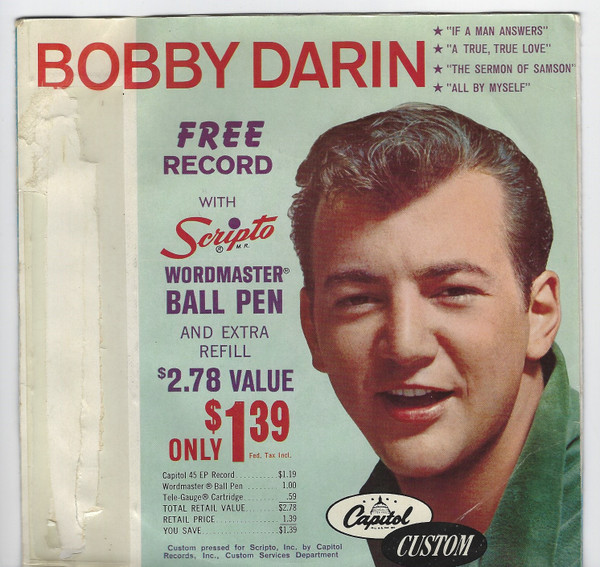 BOBBY DARIN
★ "IF A MAN ANSWERS"
★ "A TRUE, TRUE LOVE"
★ "THE SERMON OF SAMSON"
★ "ALL BY MYSELF"
FREE
RECORD
WITH
Scripto
® M.R.
WORDMASTER®
BALL PEN
AND EXTRA
REFILL
$2.78 VALUE
ONLY $1.39
Fed. Tax Incl.
Capitol 45 EP Record . . . . . . . . $1.19
Wordmaster® Ball Pen . . . . . . 1.00
Tele-Gauge® Cartridge . . . . . . .59
TOTAL RETAIL VALUE . . . . . . $2.78
RETAIL PRICE . . . . . . . . . . . 1.39
YOU SAVE . . . . . . . . . . . . . $1.39
Custom pressed for Scripto, Inc. by Capitol
Records, Inc., Custom Services Department
Capitol
CUSTOM